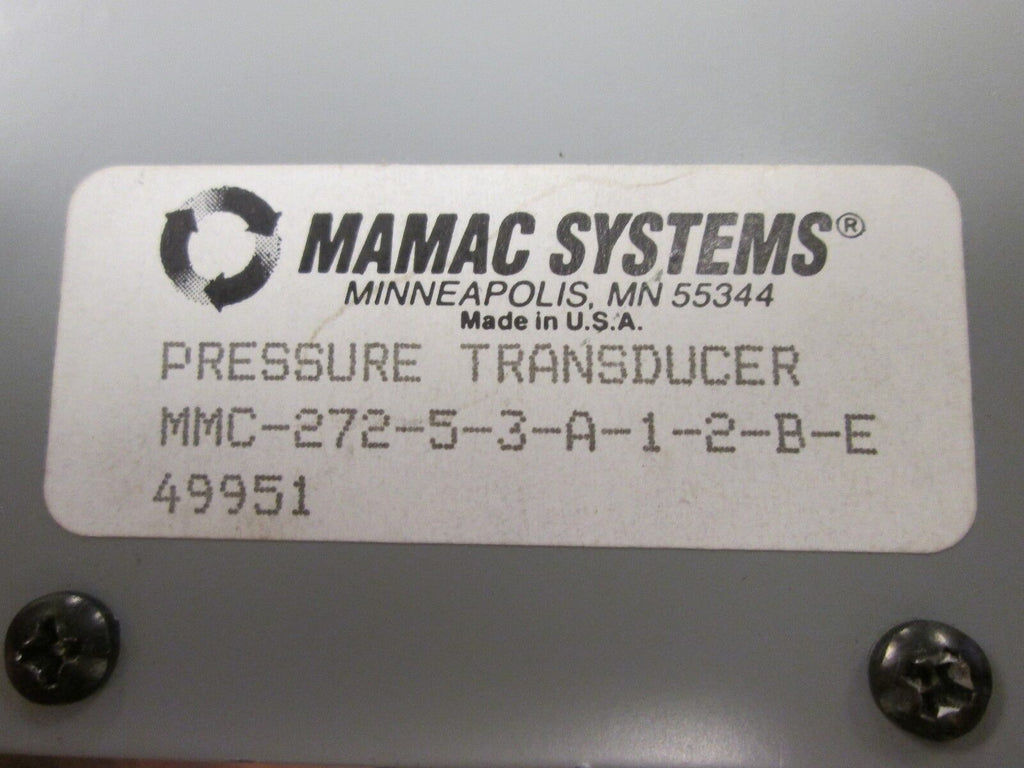 MAMAC SYSTEMS®
MINNEAPOLIS, MN 55344
Made in U.S.A.
PRESSURE TRANSDUCER
MMC-272-5-3-A-1-2-B-E
49951